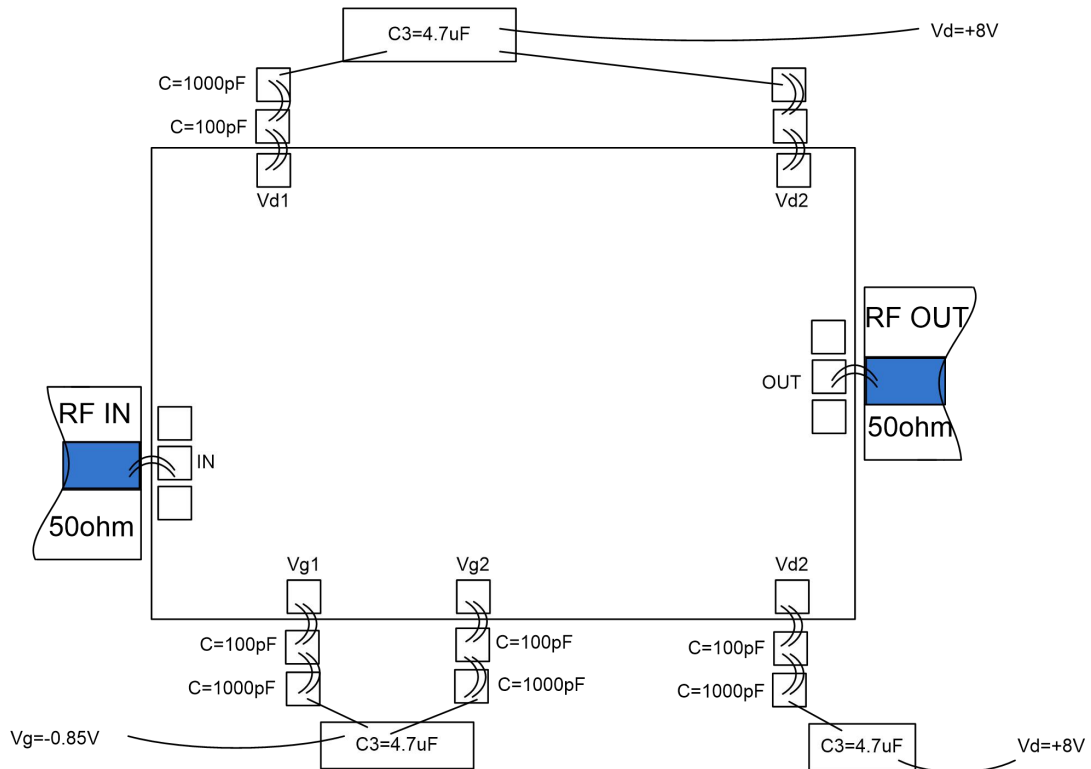 C3=4.7uF
Vd=+8V
C=1000pF
C=100pF
Vd1
Vd2
RF OUT
OUT
50ohm
RF IN
IN
50ohm
Vg1
Vg2
Vd2
C=100pF
C=100pF
C=100pF
C=1000pF
C=1000pF
C=1000pF
Vg=-0.85V
C3=4.7uF
C3=4.7uF
Vd=+8V